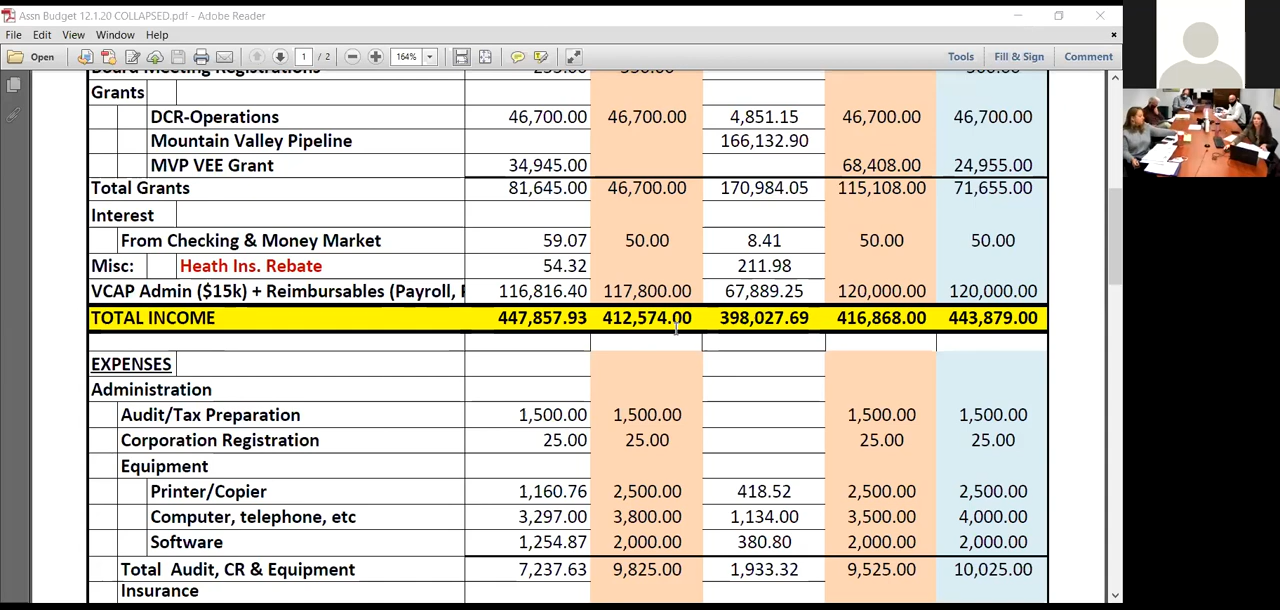 Assn Budget 12.1.20 COLLAPSED.pdf - Adobe Reader
File Edit View Window Help
Open 1 / 2 164% Tools Fill & Sign Comment
Board Meeting Registrations
Grants
DCR-Operations 46,700.00 46,700.00 4,851.15 46,700.00 46,700.00
Mountain Valley Pipeline 166,132.90
MVP VEE Grant 34,945.00 68,408.00 24,955.00
Total Grants 81,645.00 46,700.00 170,984.05 115,108.00 71,655.00
Interest
From Checking & Money Market 59.07 50.00 8.41 50.00 50.00
Misc: Heath Ins. Rebate 54.32 211.98
VCAP Admin ($15k) + Reimbursables (Payroll, 116,816.40 117,800.00 67,889.25 120,000.00 120,000.00
TOTAL INCOME 447,857.93 412,574.00 398,027.69 416,868.00 443,879.00
EXPENSES
Administration
Audit/Tax Preparation 1,500.00 1,500.00 1,500.00 1,500.00
Corporation Registration 25.00 25.00 25.00 25.00
Equipment
Printer/Copier 1,160.76 2,500.00 418.52 2,500.00 2,500.00
Computer, telephone, etc 3,297.00 3,800.00 1,134.00 3,500.00 4,000.00
Software 1,254.87 2,000.00 380.80 2,000.00 2,000.00
Total Audit, CR & Equipment 7,237.63 9,825.00 1,933.32 9,525.00 10,025.00
Insurance